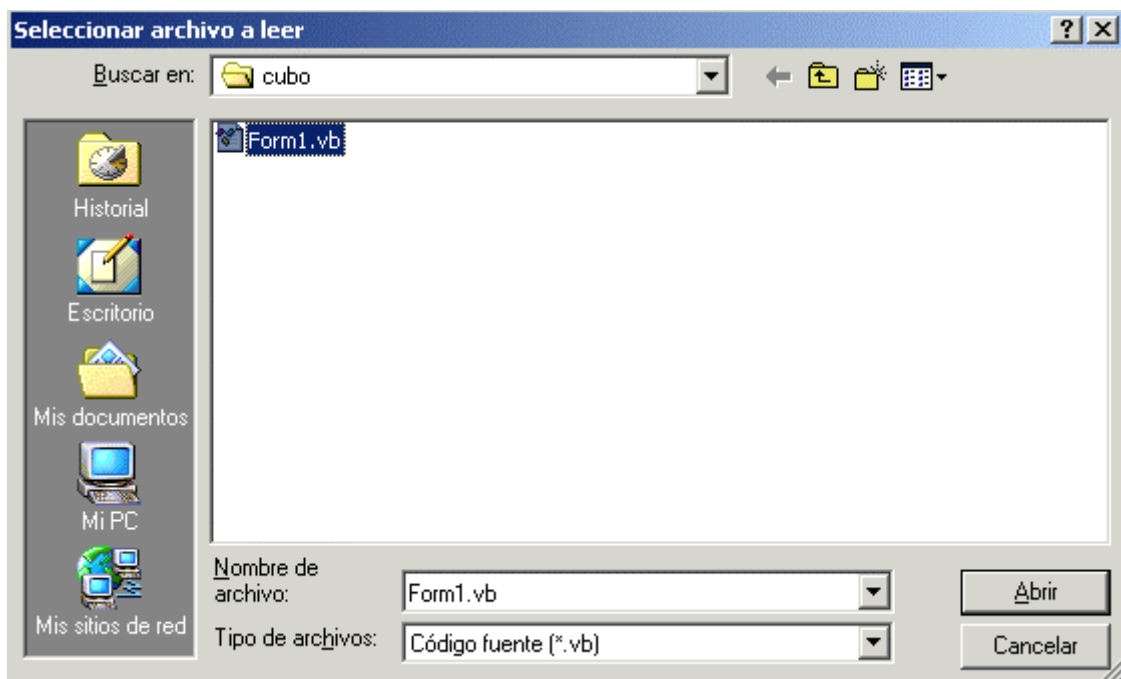 Seleccionar archivo a leer
Buscar en:
cubo
Form1.vb
Historial
Escritorio
Mis documentos
Mi PC
Mis sitios de red
Nombre de
archivo:
Form1.vb
Abrir
Tipo de archivos:
Código fuente (*.vb)
Cancelar